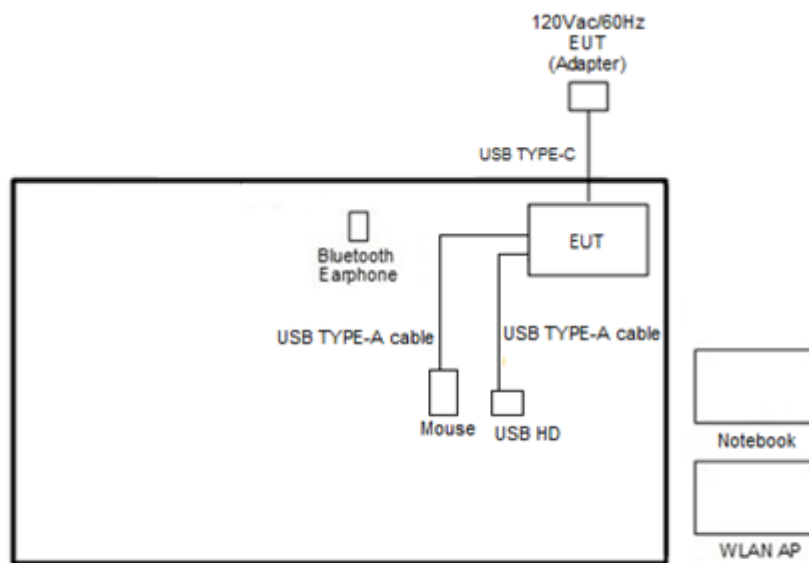 120Vac/60Hz
EUT
(Adapter)
USB TYPE-C
EUT
Bluetooth
Earphone
USB TYPE-A cable
USB TYPE-A cable
Mouse
USB HD
Notebook
WLAN AP